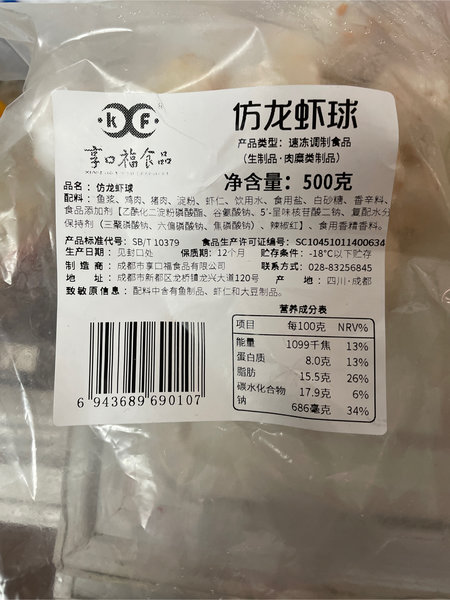 kF
®
享口福食品
仿龙虾球
产品类型：速冻调制食品
（生制品·肉糜类制品）
净含量：500克
品名：仿龙虾球
配料：鱼浆、鸡肉、猪肉、淀粉、虾仁、饮用水、食用盐、白砂糖、香辛料、
食品添加剂【乙酰化二淀粉磷酸酯、谷氨酸钠、5'-呈味核苷酸二钠、复配水分
保持剂（三聚磷酸钠、六偏磷酸钠、焦磷酸钠）、辣椒红】、食用香精香料。
产品标准代号：SB/T 10379 食品生产许可证编号：SC10451011400634
生产日期：见封口处 保质期：12个月 贮存条件：-18℃以下贮存
制造商：成都市享口福食品有限公司 联系方式：028-83256845
地址：成都市新都区龙桥镇龙兴大道120号 产地：四川·成都
致敏原信息：配料中含有鱼制品、虾仁和大豆制品。
营养成分表
项目 每100克 NRV%
能量 1099千焦 13%
蛋白质 8.0克 13%
脂肪 15.5克 26%
碳水化合物 17.9克 6%
钠 686毫克 34%
6 943689 690107